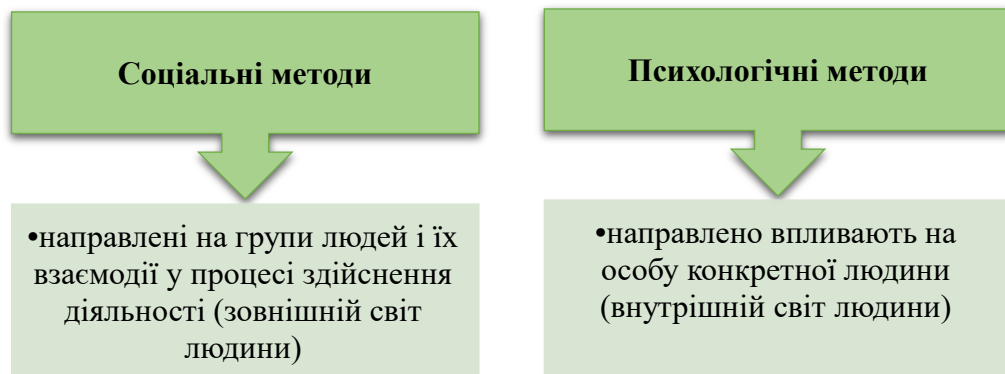 Соціальні методи
•направлені на групи людей і їх
взаємодії у процесі здійснення
діяльності (зовнішній світ
людини)
Психологічні методи
•направлено впливають на
особу конкретної людини
(внутрішній світ людини)